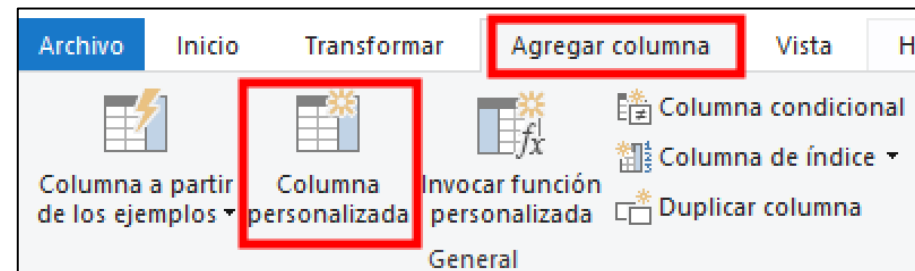 Archivo Inicio Transformar Agregar columna Vista
Columna a partir de los ejemplos
Columna personalizada
Invocar función personalizada
Columna condicional
Columna de índice
Duplicar columna
General